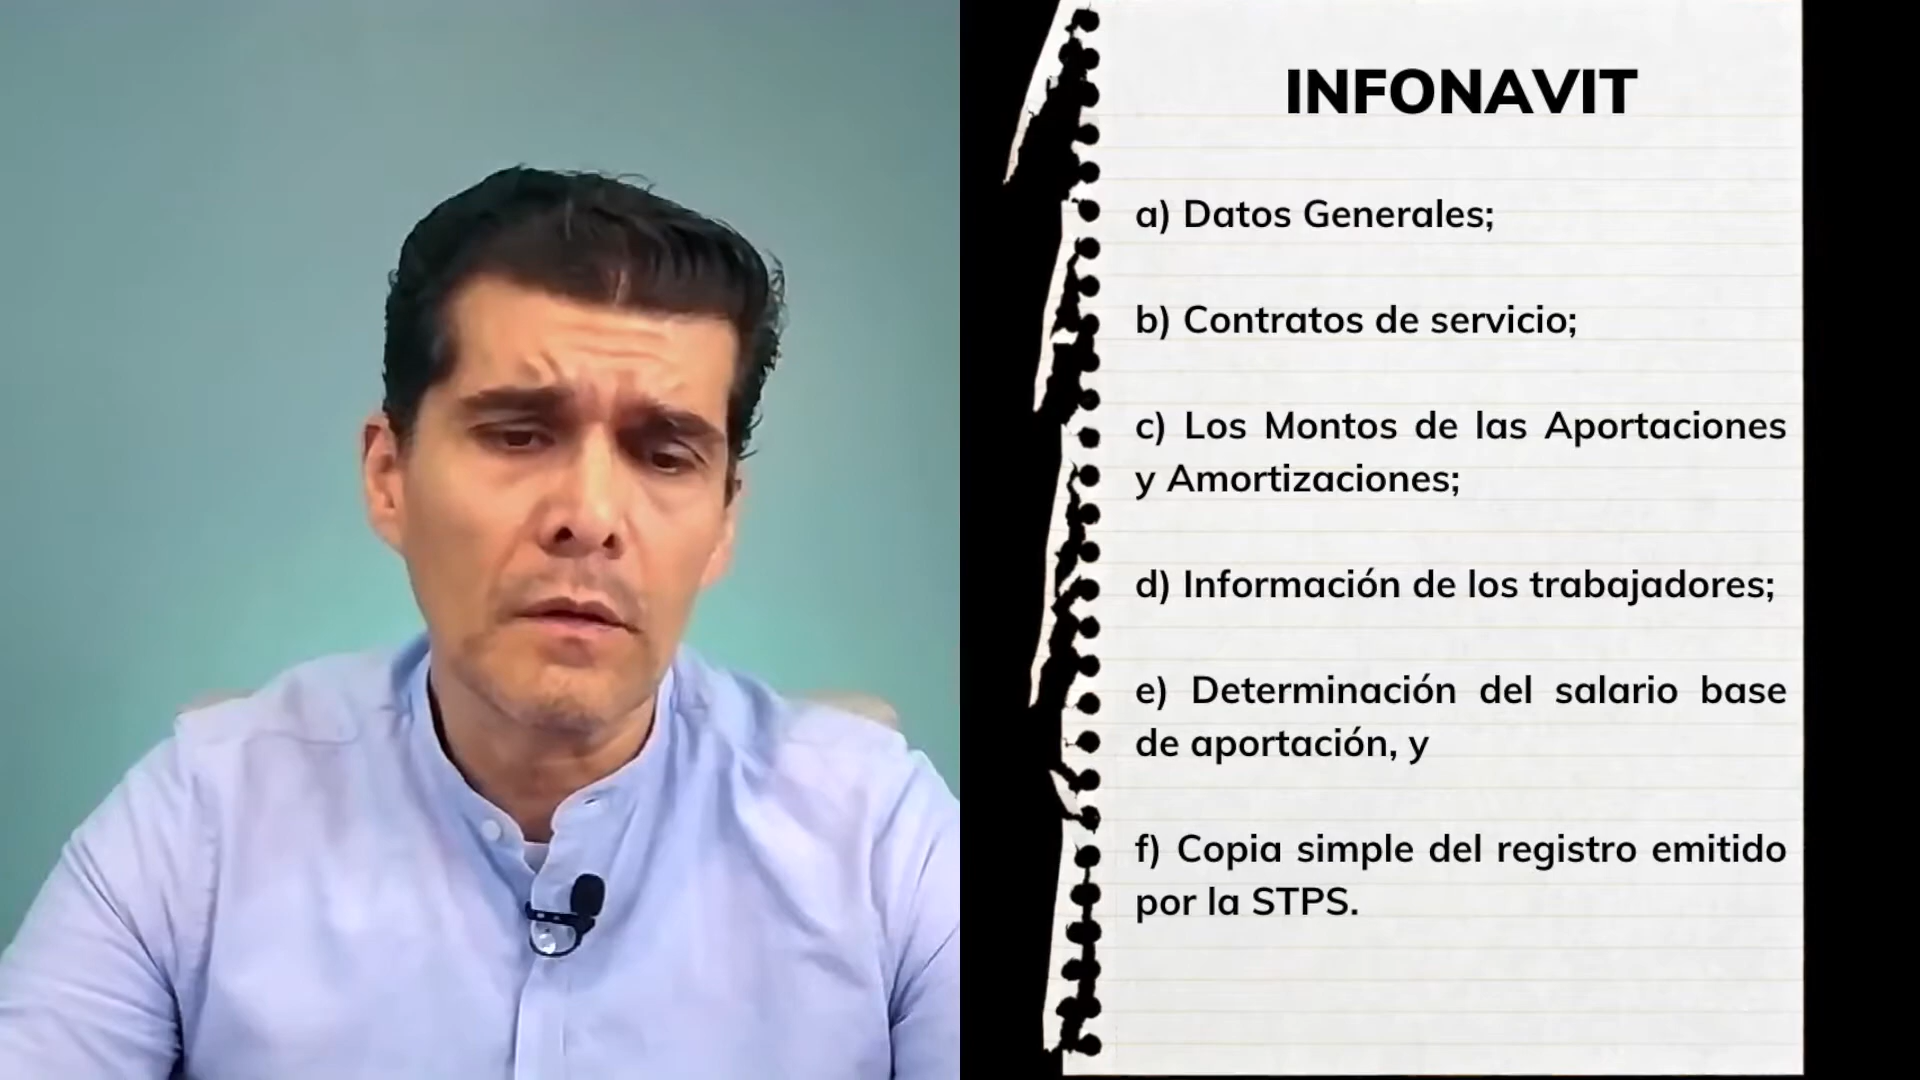 INFONAVIT
a) Datos Generales;
b) Contratos de servicio;
c) Los Montos de las Aportaciones
y Amortizaciones;
d) Información de los trabajadores;
e) Determinación del salario base
de aportación, y
f) Copia simple del registro emitido
por la STPS.